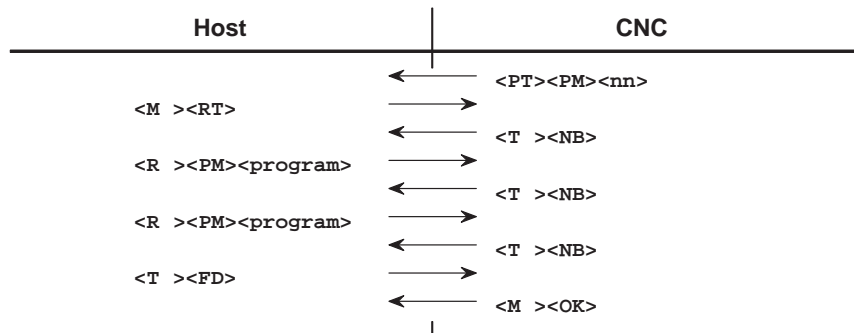 Host CNC
<PT><PM><nn>
<M ><RT>
<T ><NB>
<R ><PM><program>
<T ><NB>
<R ><PM><program>
<T ><NB>
<T ><FD>
<M ><OK>